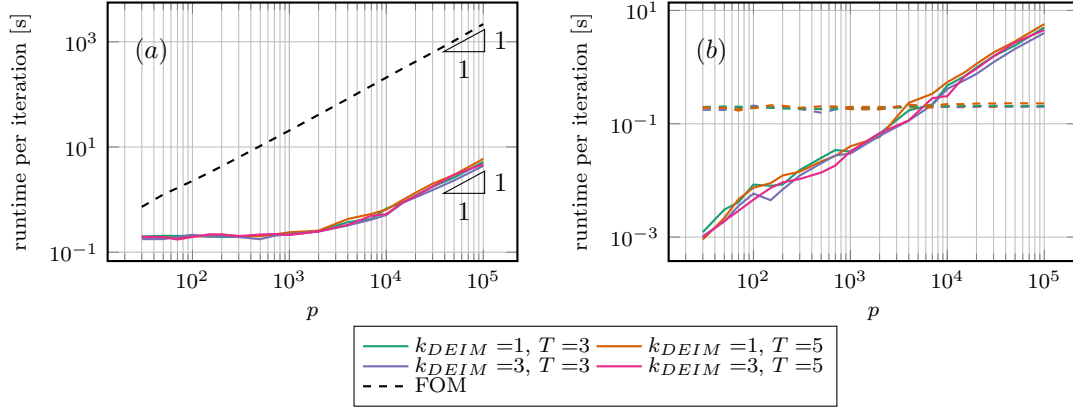 (a)
runtime per iteration [s]
10^3
10^1
10^−1
10^2 10^3 10^4 10^5
p
1
1
1
1
(b)
runtime per iteration [s]
10^1
10^−1
10^−3
10^2 10^3 10^4 10^5
p
k_DEIM =1, T =3 k_DEIM =1, T =5
k_DEIM =3, T =3 k_DEIM =3, T =5
FOM